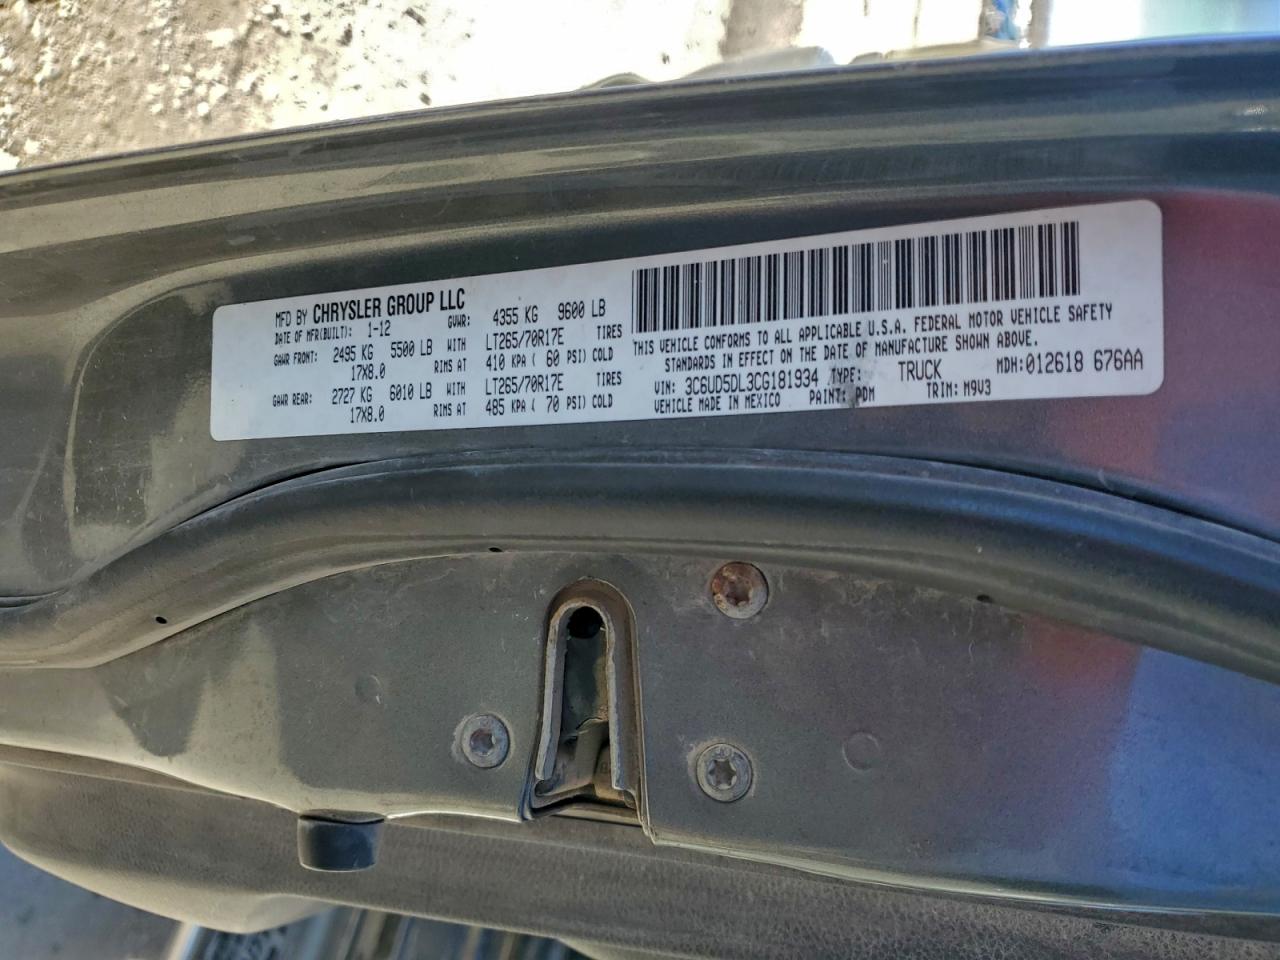 MFD BY CHRYSLER GROUP LLC
DATE OF MFR(BUILT): 1-12 GVWR: 4355 KG 9600 LB
GAWR FRONT: 2495 KG 5500 LB WITH LT265/70R17E TIRES
17X8.0 RIMS AT 410 KPA ( 60 PSI) COLD
GAWR REAR: 2727 KG 6010 LB WITH LT265/70R17E TIRES
17X8.0 RIMS AT 485 KPA ( 70 PSI) COLD
THIS VEHICLE CONFORMS TO ALL APPLICABLE U.S.A. FEDERAL MOTOR VEHICLE SAFETY
STANDARDS IN EFFECT ON THE DATE OF MANUFACTURE SHOWN ABOVE.
VIN: 3C6UD5DL3CG181934 TYPE: TRUCK MDH:012618 676AA
VEHICLE MADE IN MEXICO PAINT: PDM TRIM: M9V3